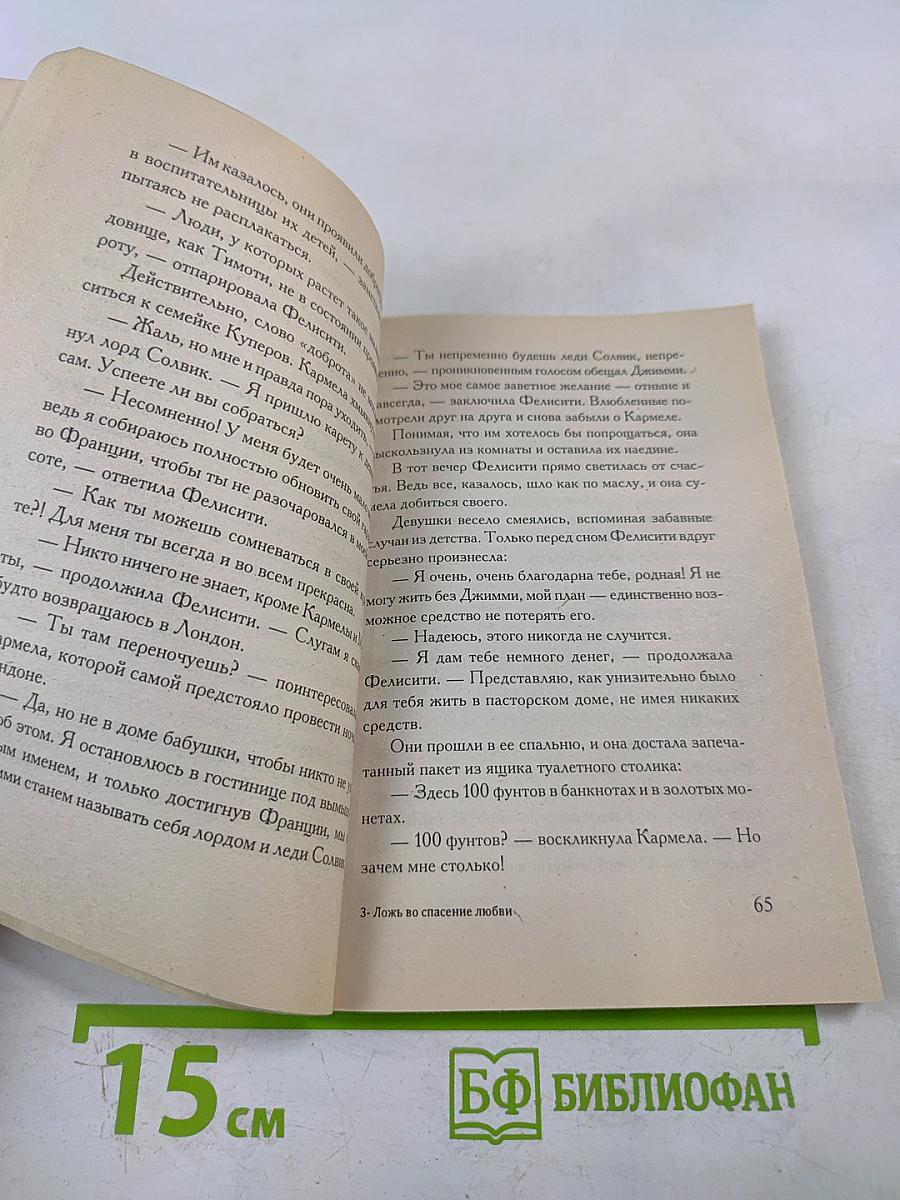 — Им казалось, они проявили
в воспитательницы их детей, —
пытаясь не расплакаться.
— Люди, у которых растет такое
довище, как Тимоти, не в состоянии
роту, — отпарировала Фелисити.
Действительно, слово «доброта» не
ситься к семейке Куперов. Кармела
— Жаль, но мне и правда пора уходить,
нул лорд Солвик. — Я пришлю карету к
сам. Успеете ли вы собраться?
— Несомненно! У меня будет очень
ведь я собираюсь полностью обновить свой
во Франции, чтобы ты не разочаровался в
соте, — ответила Фелисити.
— Как ты можешь сомневаться в своей
те?! Для меня ты всегда и во всем прекрасна.
— Никто ничего не знает, кроме Кармелы и
ты, — продолжила Фелисити. — Слугам я
будто возвращаюсь в Лондон.
— Ты там переночуешь? —
армела, которой самой предстояло провести
ндоне.
— Да, но не в доме бабушки, чтобы никто не
об этом. Я остановлюсь в гостинице под
ым именем, и только достигнув Франции, мы
ми станем называть себя лордом и леди
— Ты непременно будешь леди Солвик, непре-
енно, — проникновенным голосом обещал Джимми.
— Это мое самое заветное желание — отныне и
авсегда, — заключила Фелисити. Влюбленные по-
мотрели друг на друга и снова забыли о Кармеле.
Понимая, что им хотелось бы попрощаться, она
ыскользнула из комнаты и оставила их наедине.
В тот вечер Фелисити прямо светилась от счас-
тья. Ведь все, казалось, шло как по маслу, и она су-
мела добиться своего.
Девушки весело смеялись, вспоминая забавные
случаи из детства. Только перед сном Фелисити вдруг
серьезно произнесла:
— Я очень, очень благодарна тебе, родная! Я не
могу жить без Джимми, мой план — единственно воз-
можное средство не потерять его.
— Надеюсь, этого никогда не случится.
— Я дам тебе немного денег, — продолжала
Фелисити. — Представляю, как унизительно было
для тебя жить в пасторском доме, не имея никаких
средств.
Они прошли в ее спальню, и она достала запеча-
танный пакет из ящика туалетного столика:
— Здесь 100 фунтов в банкнотах и в золотых мо-
нетах.
— 100 фунтов? — воскликнула Кармела. — Но
зачем мне столько!
3- Ложь во спасение любви
65
15 см
БФ БИБЛИОФАН